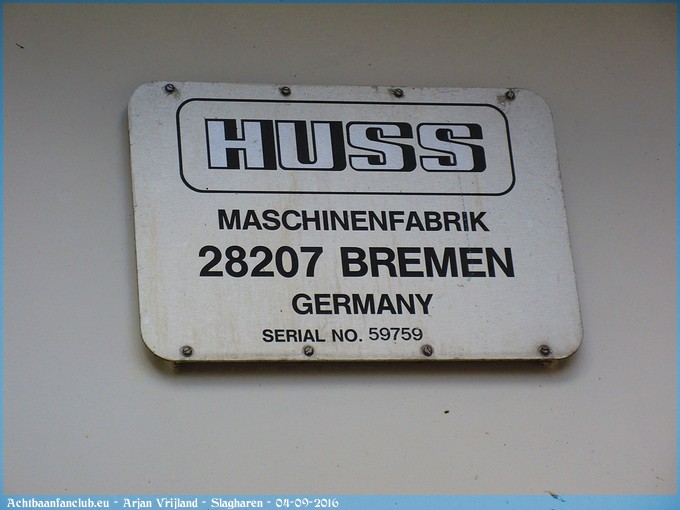 HUSS
MASCHINENFABRIK
28207 BREMEN
GERMANY
SERIAL NO. 59759
Achtbaanfanclub.eu - Arjan Vrijland - Slagharen - 04-09-2016